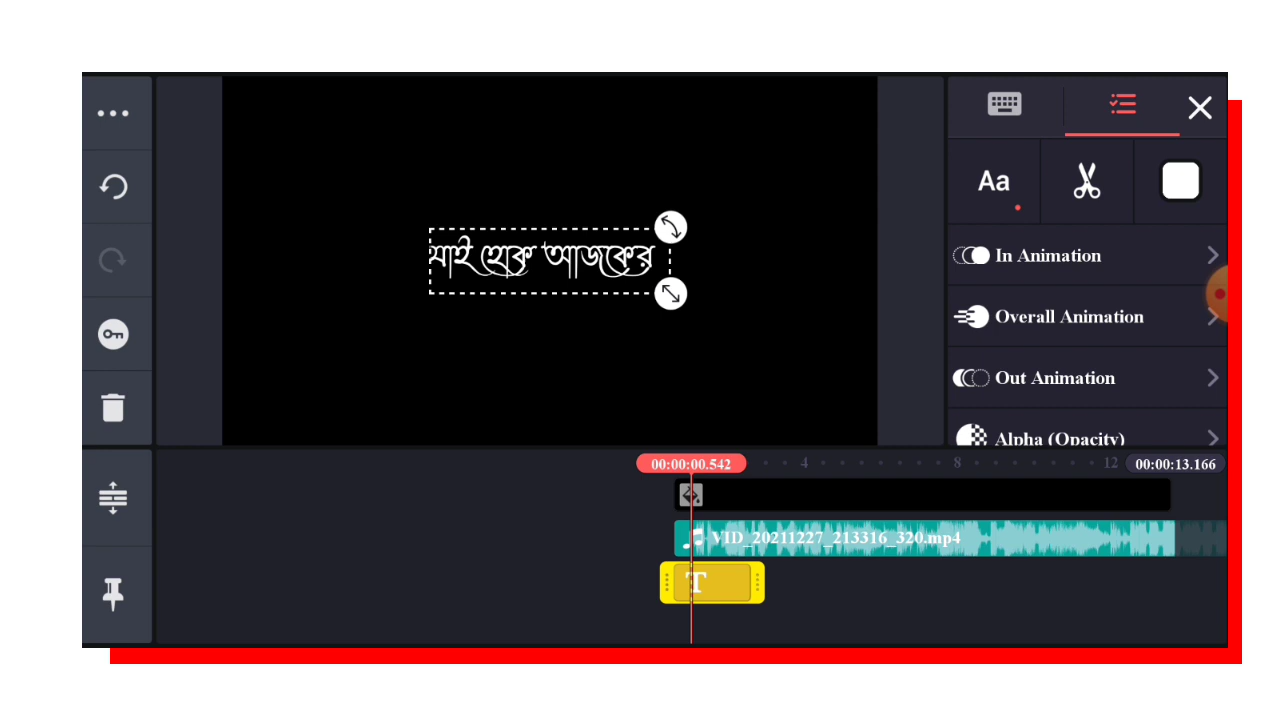 Aa
যাই হোক আজকের
In Animation
Overall Animation
Out Animation
Alpha (Opacity)
00:00:00.542 4 8 12 00:00:13.166
VID_20211227_213316_320.mp4
T